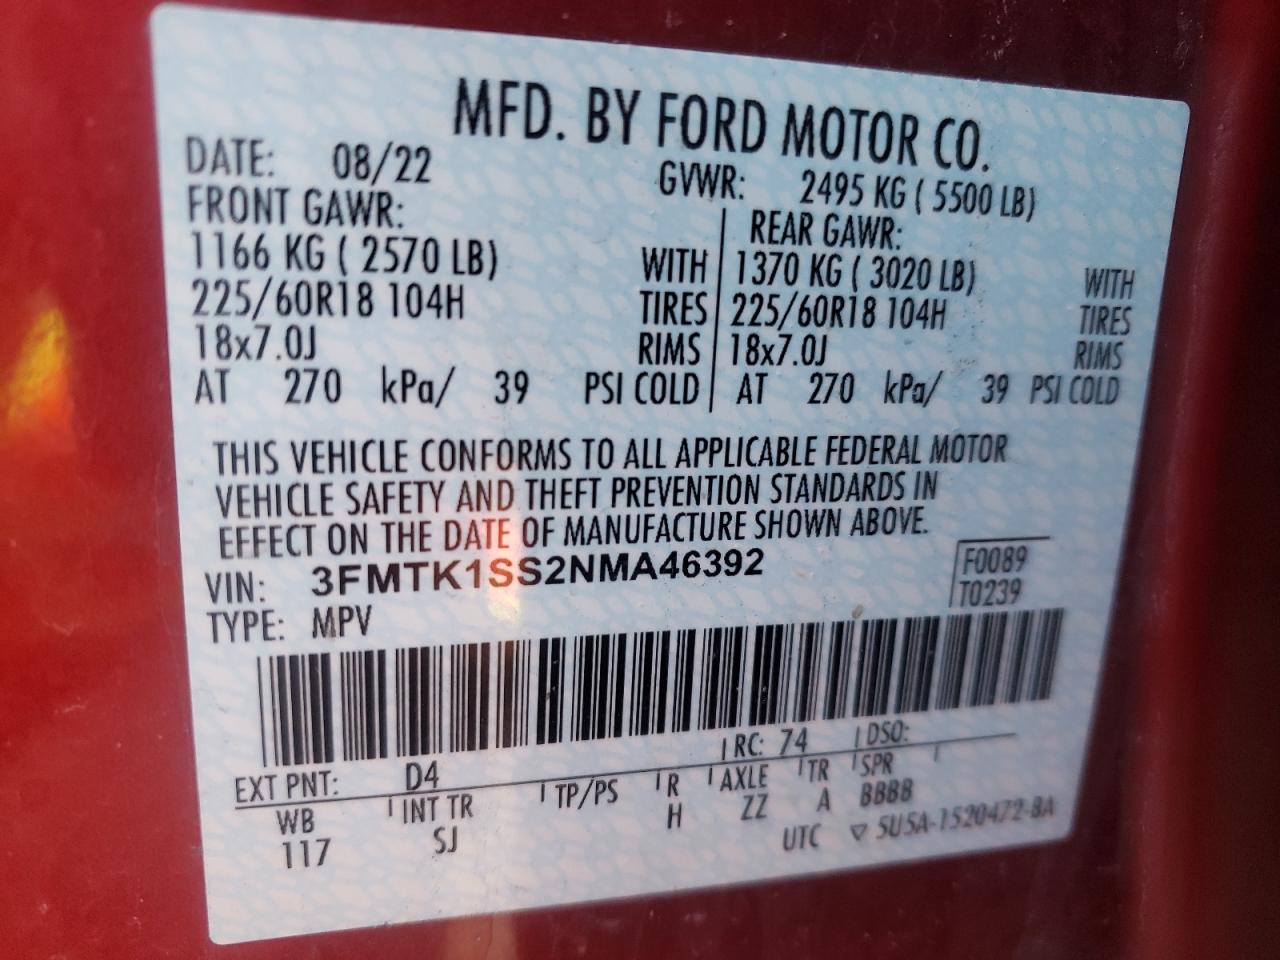 MFD. BY FORD MOTOR CO.
DATE: 08/22 GVWR: 2495 KG ( 5500 LB)
FRONT GAWR: REAR GAWR:
1166 KG ( 2570 LB) WITH 1370 KG ( 3020 LB) WITH
225/60R18 104H TIRES 225/60R18 104H TIRES
18x7.0J RIMS 18x7.0J RIMS
AT 270 kPa/ 39 PSI COLD AT 270 kPa/ 39 PSI COLD
THIS VEHICLE CONFORMS TO ALL APPLICABLE FEDERAL MOTOR
VEHICLE SAFETY AND THEFT PREVENTION STANDARDS IN
EFFECT ON THE DATE OF MANUFACTURE SHOWN ABOVE.
VIN: 3FMTK1SS2NMA46392 F0089
TYPE: MPV T0239
EXT PNT: D4 RC: 74 DSO:
WB INT TR TP/PS R AXLE TR SPR
117 SJ H ZZ A BBBB
UTC ▽ 5U5A-1520472-BA